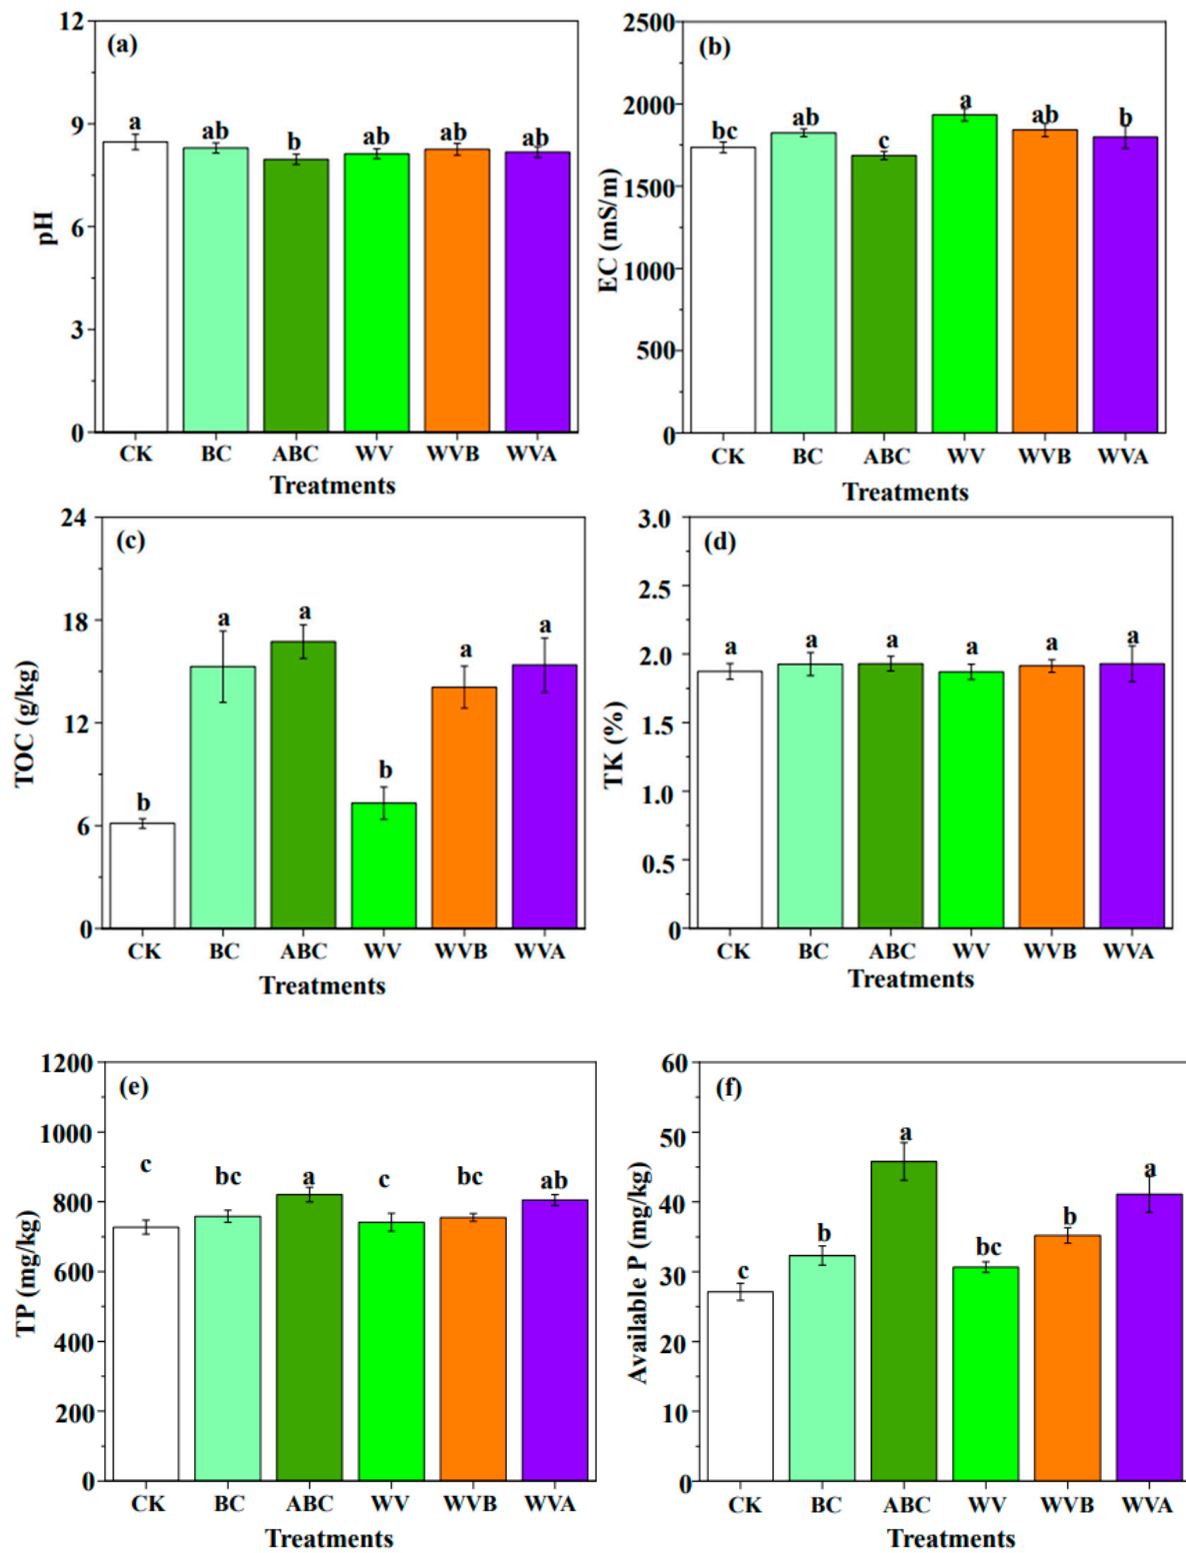 (a)
pH
12
9
6
3
0
a
ab
b
ab
ab
ab
CK BC ABC WV WVB WVA
Treatments
(b)
EC (mS/m)
2500
2000
1500
1000
500
0
bc
ab
c
a
ab
b
CK BC ABC WV WVB WVA
Treatments
(c)
TOC (g/kg)
24
18
12
6
0
b
a
a
b
a
a
CK BC ABC WV WVB WVA
Treatments
(d)
TK (%)
3.0
2.5
2.0
1.5
1.0
0.5
0
a
a
a
a
a
a
CK BC ABC WV WVB WVA
Treatments
(e)
TP (mg/kg)
1200
1000
800
600
400
200
0
c
bc
a
c
bc
ab
CK BC ABC WV WVB WVA
Treatments
(f)
Available P (mg/kg)
60
50
40
30
20
10
0
c
b
a
bc
b
a
CK BC ABC WV WVB WVA
Treatments